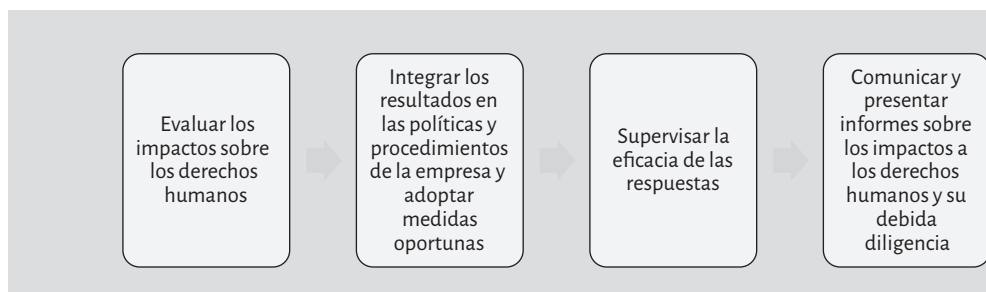 Evaluar los
impactos sobre
los derechos
humanos
Integrar los
resultados en
las políticas y
procedimientos
de la empresa y
adoptar
medidas
oportunas
Supervisar la
eficacia de las
respuestas
Comunicar y
presentar
informes sobre
los impactos a
los derechos
humanos y su
debida
diligencia